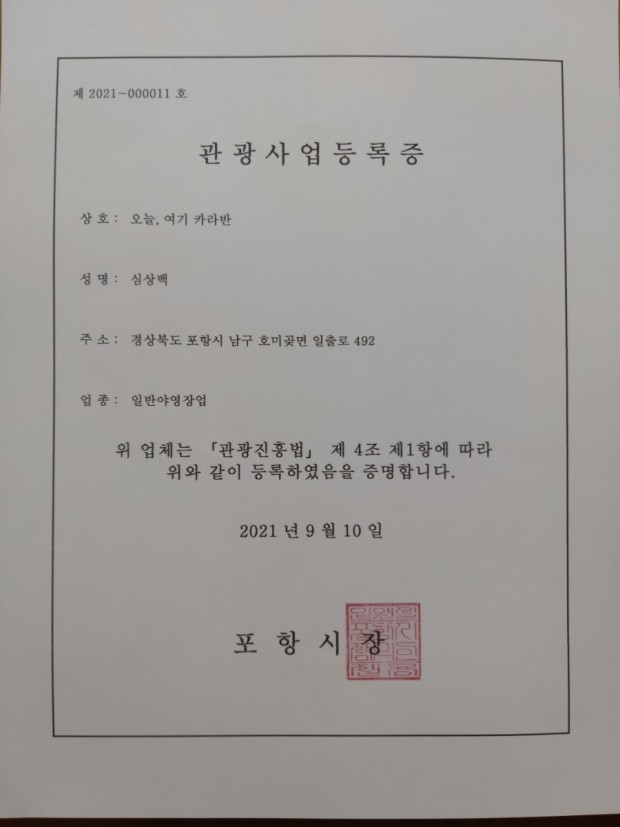 제 2021-000011 호
관광사업등록증
상 호 : 오늘, 여기 카라반
성 명 : 심상백
주 소 : 경상북도 포항시 남구 호미곶면 일출로 492
업 종 : 일반야영장업
위 업체는 「관광진흥법」 제 4조 제1항에 따라
위와 같이 등록하였음을 증명합니다.
2021 년 9 월 10 일
포 항 시 장